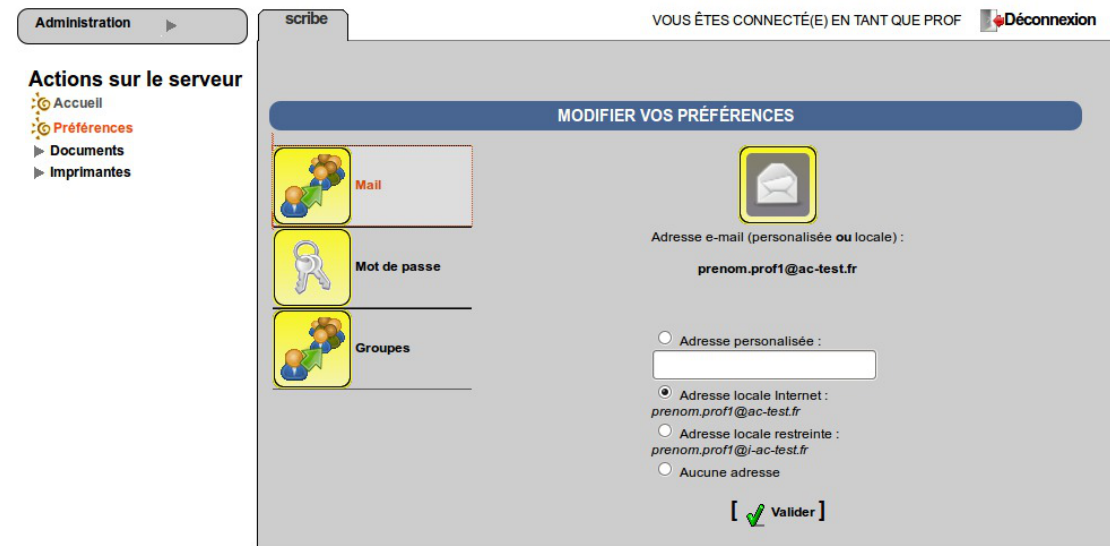 Administration
scribe
VOUS ÊTES CONNECTÉ(E) EN TANT QUE PROF
Déconnexion
Actions sur le serveur
Accueil
Préférences
Documents
Imprimantes
MODIFIER VOS PRÉFÉRENCES
Mail
Mot de passe
Groupes
Adresse e-mail (personalisée ou locale) :
prenom.prof1@ac-test.fr
Adresse personalisée :
Adresse locale Internet :
prenom.prof1@ac-test.fr
Adresse locale restreinte :
prenom.prof1@i-ac-test.fr
Aucune adresse
[ Valider ]